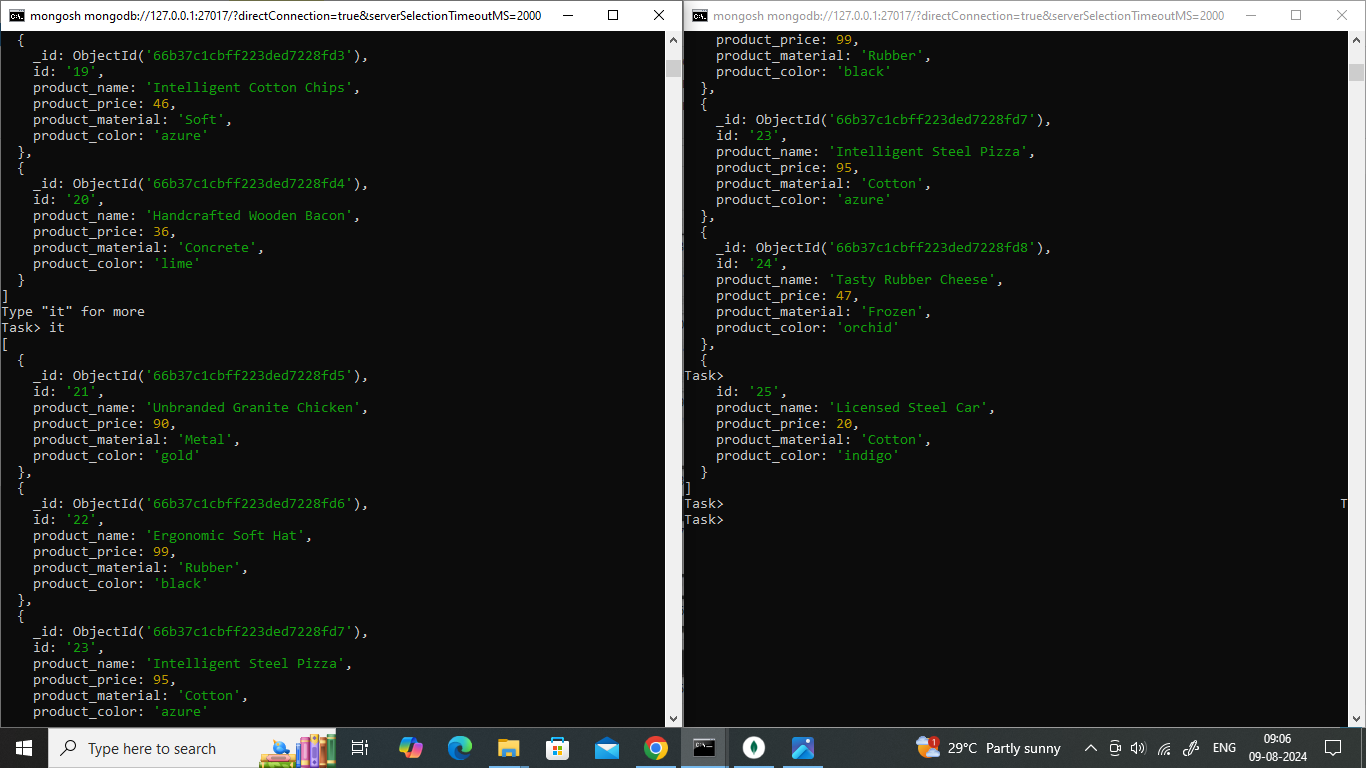 mongosh mongodb://127.0.0.1:27017/?directConnection=true&serverSelectionTimeoutMS=2000
{
_id: ObjectId('66b37c1cbff223ded7228fd3'),
id: '19',
product_name: 'Intelligent Cotton Chips',
product_price: 46,
product_material: 'Soft',
product_color: 'azure'
},
{
_id: ObjectId('66b37c1cbff223ded7228fd4'),
id: '20',
product_name: 'Handcrafted Wooden Bacon',
product_price: 36,
product_material: 'Concrete',
product_color: 'lime'
}
]
Type "it" for more
Task> it
[
{
_id: ObjectId('66b37c1cbff223ded7228fd5'),
id: '21',
product_name: 'Unbranded Granite Chicken',
product_price: 90,
product_material: 'Metal',
product_color: 'gold'
},
{
_id: ObjectId('66b37c1cbff223ded7228fd6'),
id: '22',
product_name: 'Ergonomic Soft Hat',
product_price: 99,
product_material: 'Rubber',
product_color: 'black'
},
{
_id: ObjectId('66b37c1cbff223ded7228fd7'),
id: '23',
product_name: 'Intelligent Steel Pizza',
product_price: 95,
product_material: 'Cotton',
product_color: 'azure'
mongosh mongodb://127.0.0.1:27017/?directConnection=true&serverSelectionTimeoutMS=2000
product_price: 99,
product_material: 'Rubber',
product_color: 'black'
},
{
_id: ObjectId('66b37c1cbff223ded7228fd7'),
id: '23',
product_name: 'Intelligent Steel Pizza',
product_price: 95,
product_material: 'Cotton',
product_color: 'azure'
},
{
_id: ObjectId('66b37c1cbff223ded7228fd8'),
id: '24',
product_name: 'Tasty Rubber Cheese',
product_price: 47,
product_material: 'Frozen',
product_color: 'orchid'
},
{
Task>
id: '25',
product_name: 'Licensed Steel Car',
product_price: 20,
product_material: 'Cotton',
product_color: 'indigo'
}
]
Task> T
Task>
Type here to search
1
29°C Partly sunny
ENG
09:06
09-08-2024